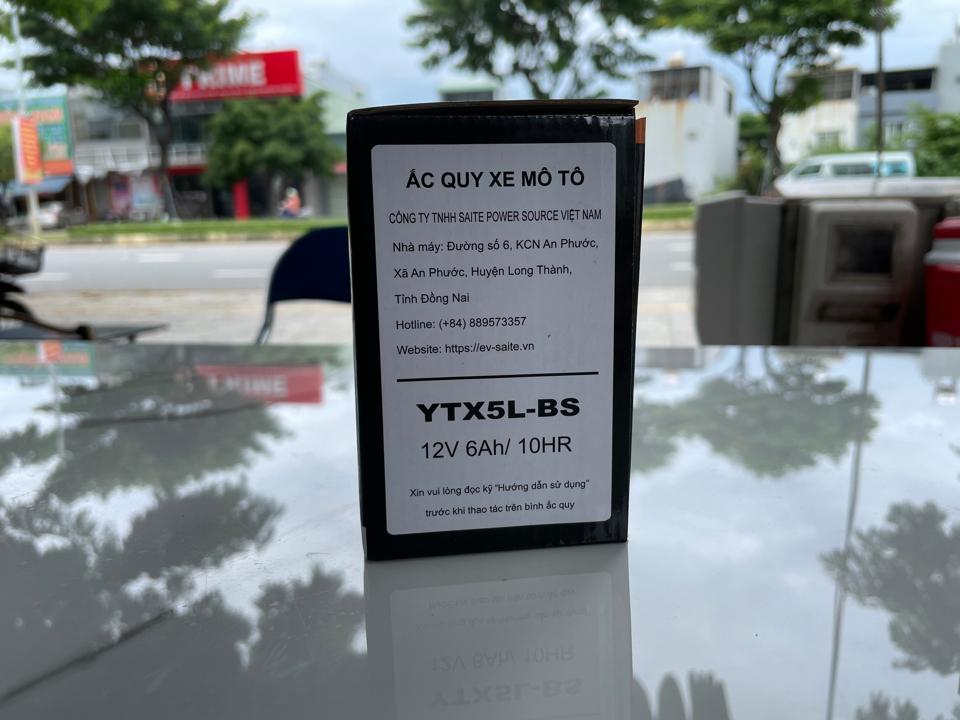 ẮC QUY XE MÔ TÔ
CÔNG TY TNHH SAITE POWER SOURCE VIỆT NAM
Nhà máy: Đường số 6, KCN An Phước,
Xã An Phước, Huyện Long Thành,
Tỉnh Đồng Nai
Hotline: (+84) 889573357
Website: https://ev-saite.vn
YTX5L-BS
12V 6Ah/ 10HR
Xin vui lòng đọc kỹ "Hướng dẫn sử dụng"
trước khi thao tác trên bình ắc quy